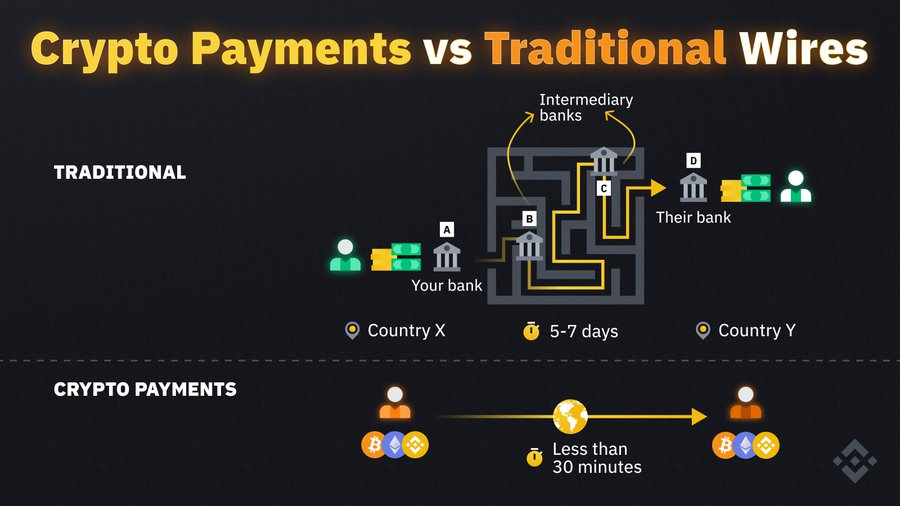 Crypto Payments vs Traditional Wires
Intermediary
banks
TRADITIONAL
D
C
Their bank
B
A
Your bank
Country X
5-7 days
Country Y
CRYPTO PAYMENTS
Less than
30 minutes